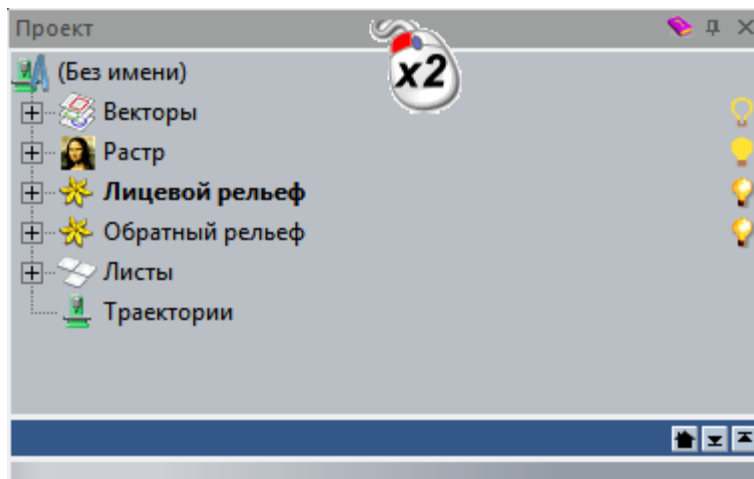 Проект
x2
(Без имени)
Векторы
Растр
Лицевой рельеф
Обратный рельеф
Листы
Траектории